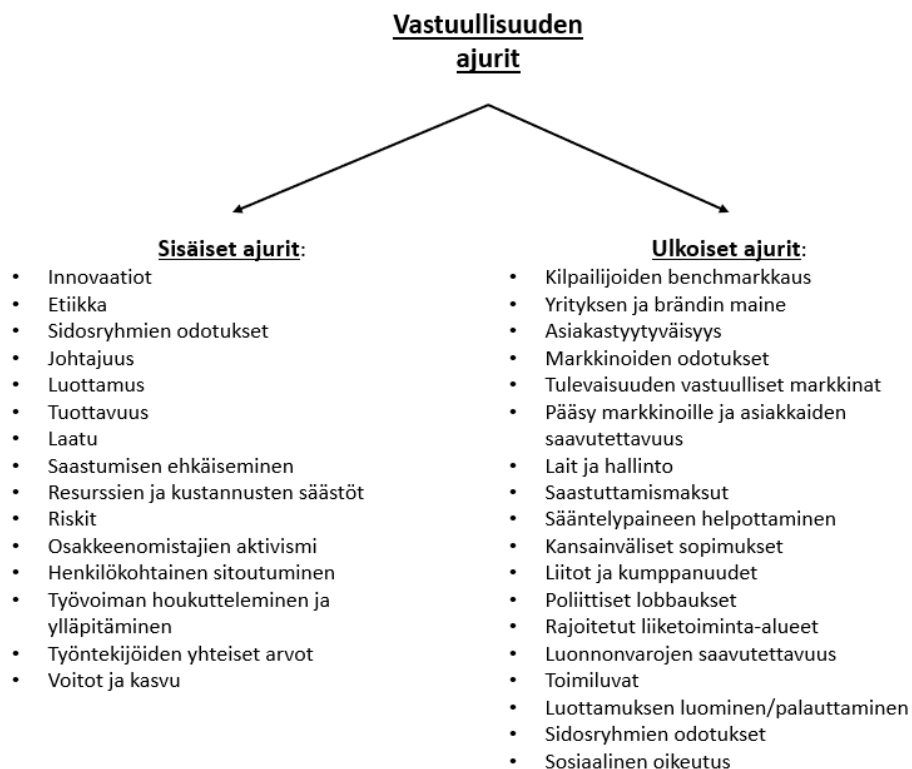 Vastuullisuuden
ajurit
Sisäiset ajurit:
• Innovaatiot
• Etiikka
• Sidosryhmien odotukset
• Johtajuus
• Luottamus
• Tuottavuus
• Laatu
• Saastumisen ehkäiseminen
• Resurssien ja kustannusten säästöt
• Riskit
• Osakkeenomistajien aktivismi
• Henkilökohtainen sitoutuminen
• Työvoiman houkutteleminen ja
ylläpitäminen
• Työntekijöiden yhteiset arvot
• Voitot ja kasvu
Ulkoiset ajurit:
• Kilpailijoiden benchmarkkaus
• Yrityksen ja brändin maine
• Asiakastyytyväisyys
• Markkinoiden odotukset
• Tulevaisuuden vastuulliset markkinat
• Pääsy markkinoille ja asiakkaiden
saavutettavuus
• Lait ja hallinto
• Saastuttamismaksut
• Sääntelypaineen helpottaminen
• Kansainväliset sopimukset
• Liitot ja kumppanuudet
• Poliittiset lobbaukset
• Rajoitetut liiketoiminta-alueet
• Luonnonvarojen saavutettavuus
• Toimiluvat
• Luottamuksen luominen/palauttaminen
• Sidosryhmien odotukset
• Sosiaalinen oikeutus